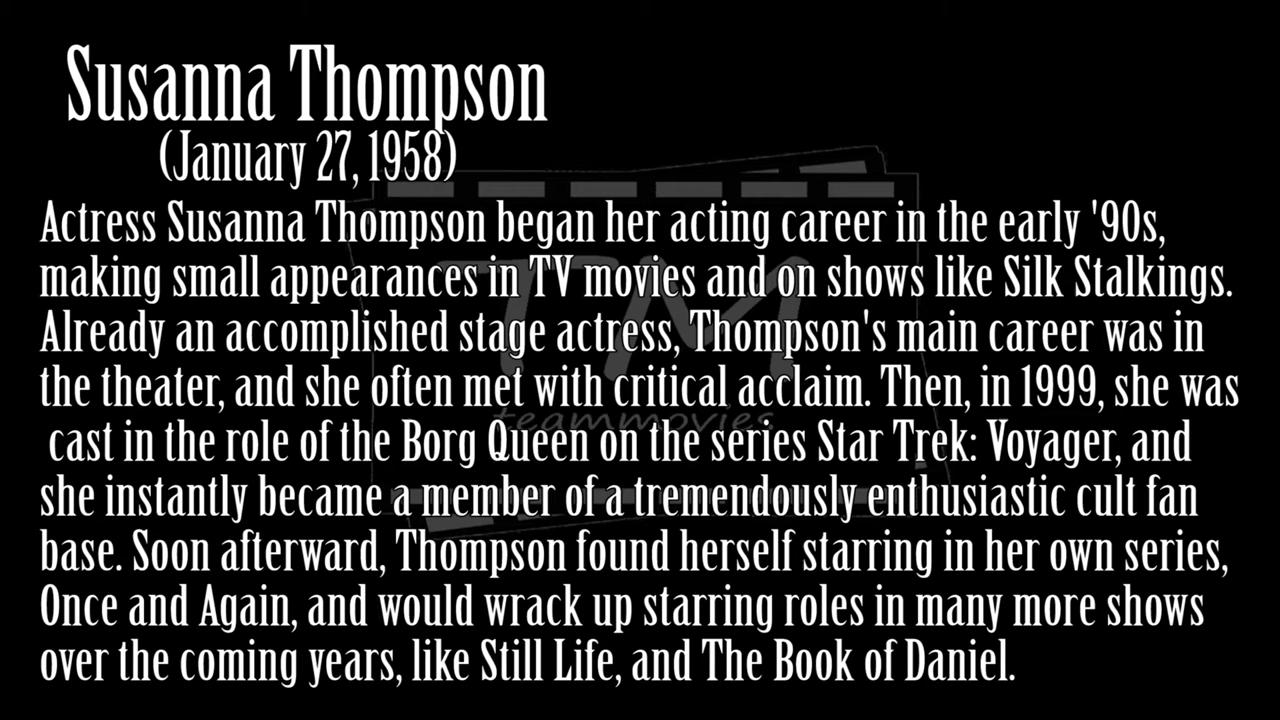 Susanna Thompson
(January 27, 1958)
Actress Susanna Thompson began her acting career in the early '90s,
making small appearances in TV movies and on shows like Silk Stalkings.
Already an accomplished stage actress, Thompson's main career was in
the theater, and she often met with critical acclaim. Then, in 1999, she was
cast in the role of the Borg Queen on the series Star Trek: Voyager, and
she instantly became a member of a tremendously enthusiastic cult fan
base. Soon afterward, Thompson found herself starring in her own series,
Once and Again, and would wrack up starring roles in many more shows
over the coming years, like Still Life, and The Book of Daniel.
TM
teammovies